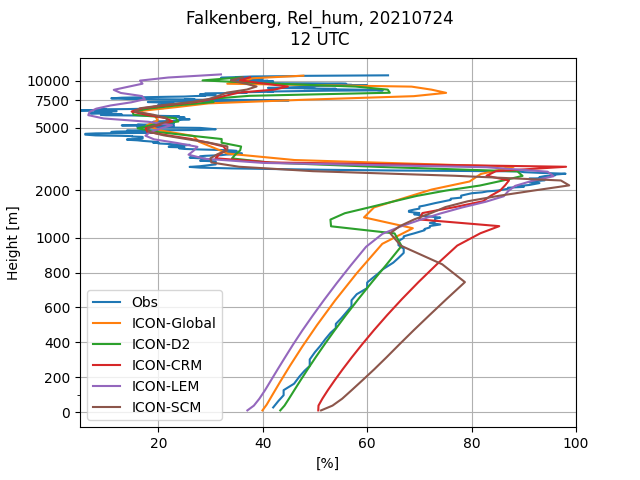 Falkenberg, Rel_hum, 20210724
12 UTC
10000
7500
5000
2000
1000
800
600
400
200
0
Height [m]
Obs
ICON-Global
ICON-D2
ICON-CRM
ICON-LEM
ICON-SCM
20 40 60 80 100
[%]